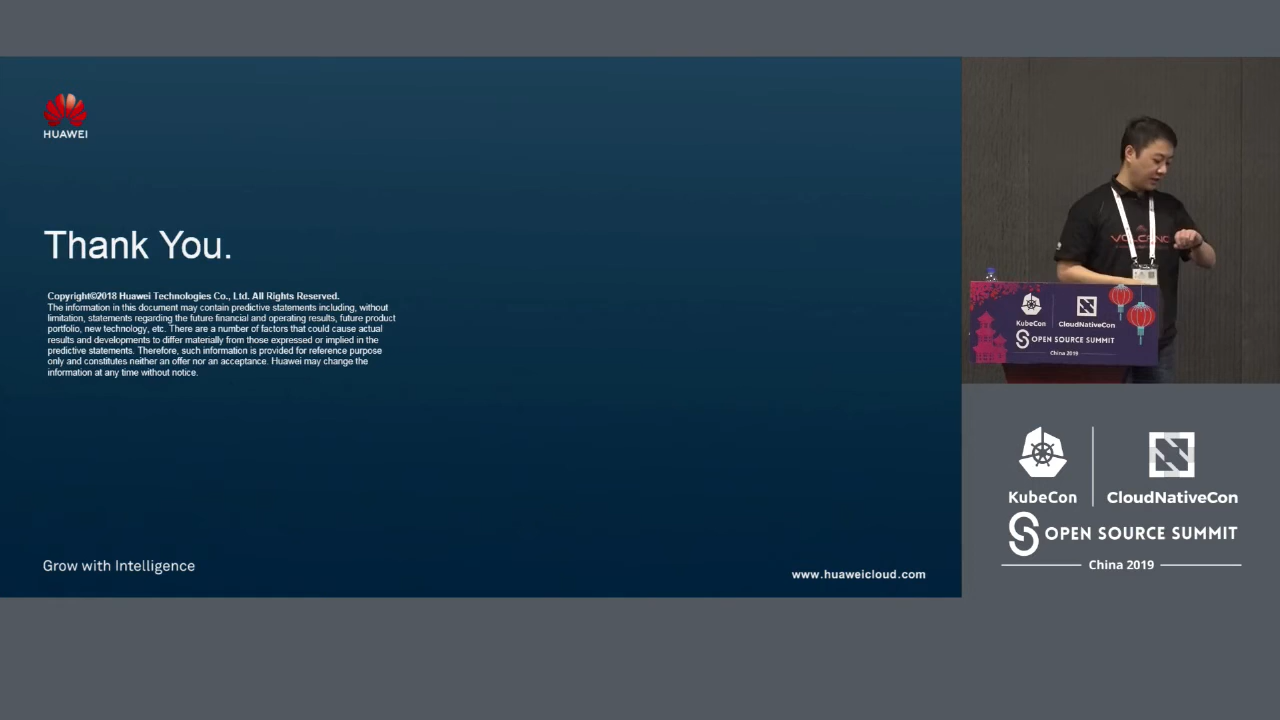 HUAWEI
Thank You.
Copyright©2018 Huawei Technologies Co., Ltd. All Rights Reserved.
The information in this document may contain predictive statements including, without
limitation, statements regarding the future financial and operating results, future product
portfolio, new technology, etc. There are a number of factors that could cause actual
results and developments to differ materially from those expressed or implied in the
predictive statements. Therefore, such information is provided for reference purpose
only and constitutes neither an offer nor an acceptance. Huawei may change the
information at any time without notice.
Grow with Intelligence
www.huaweicloud.com
VOLCANO
KubeCon
CloudNativeCon
OPEN SOURCE SUMMIT
China 2019
KubeCon
CloudNativeCon
OPEN SOURCE SUMMIT
China 2019